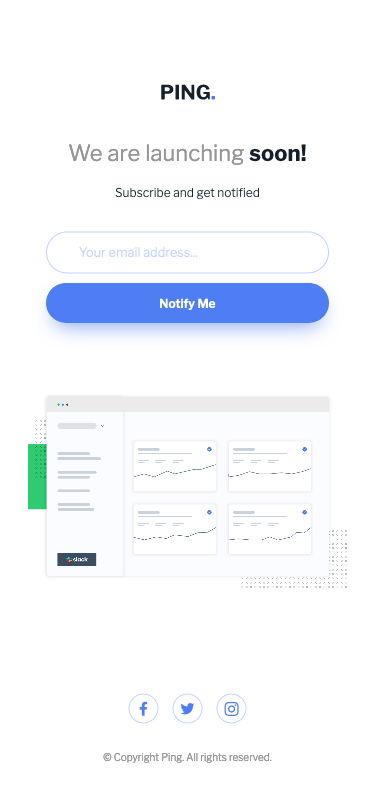 PING.
We are launching soon!
Subscribe and get notified
Your email address...
Notify Me
slack
© Copyright Ping. All rights reserved.